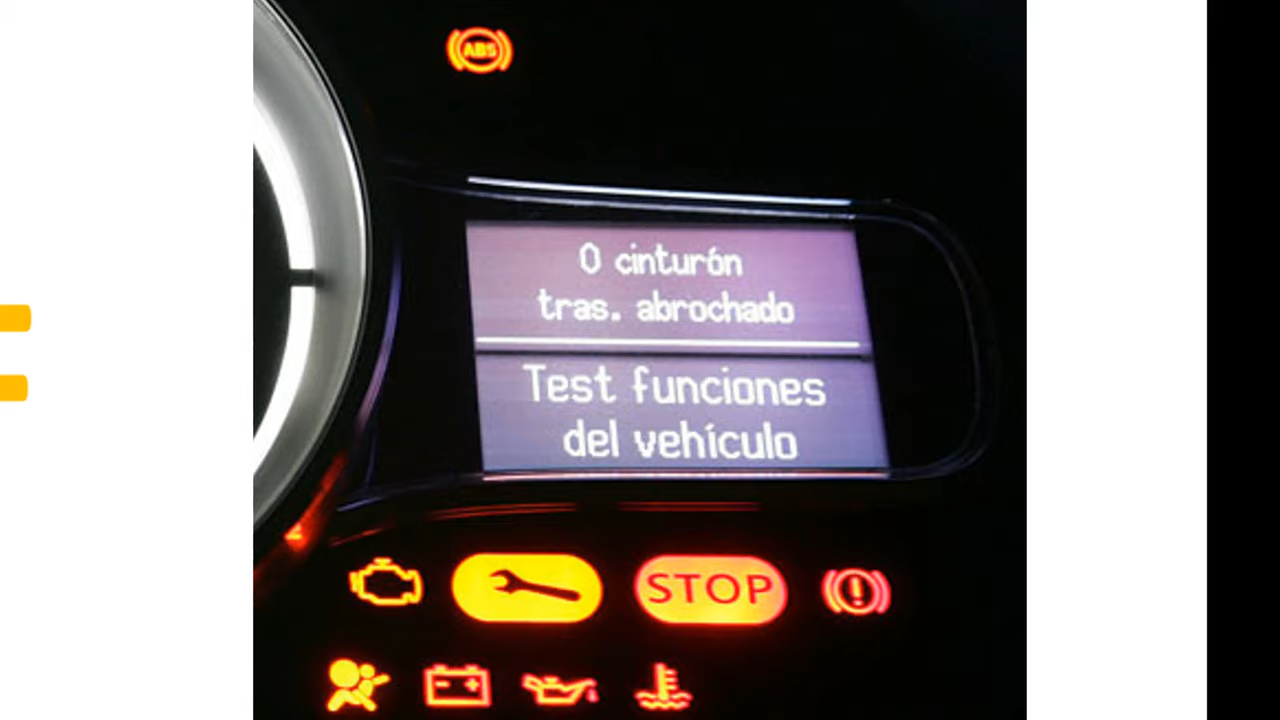 ABS
0 cinturón
tras. abrochado
Test funciones
del vehículo
STOP